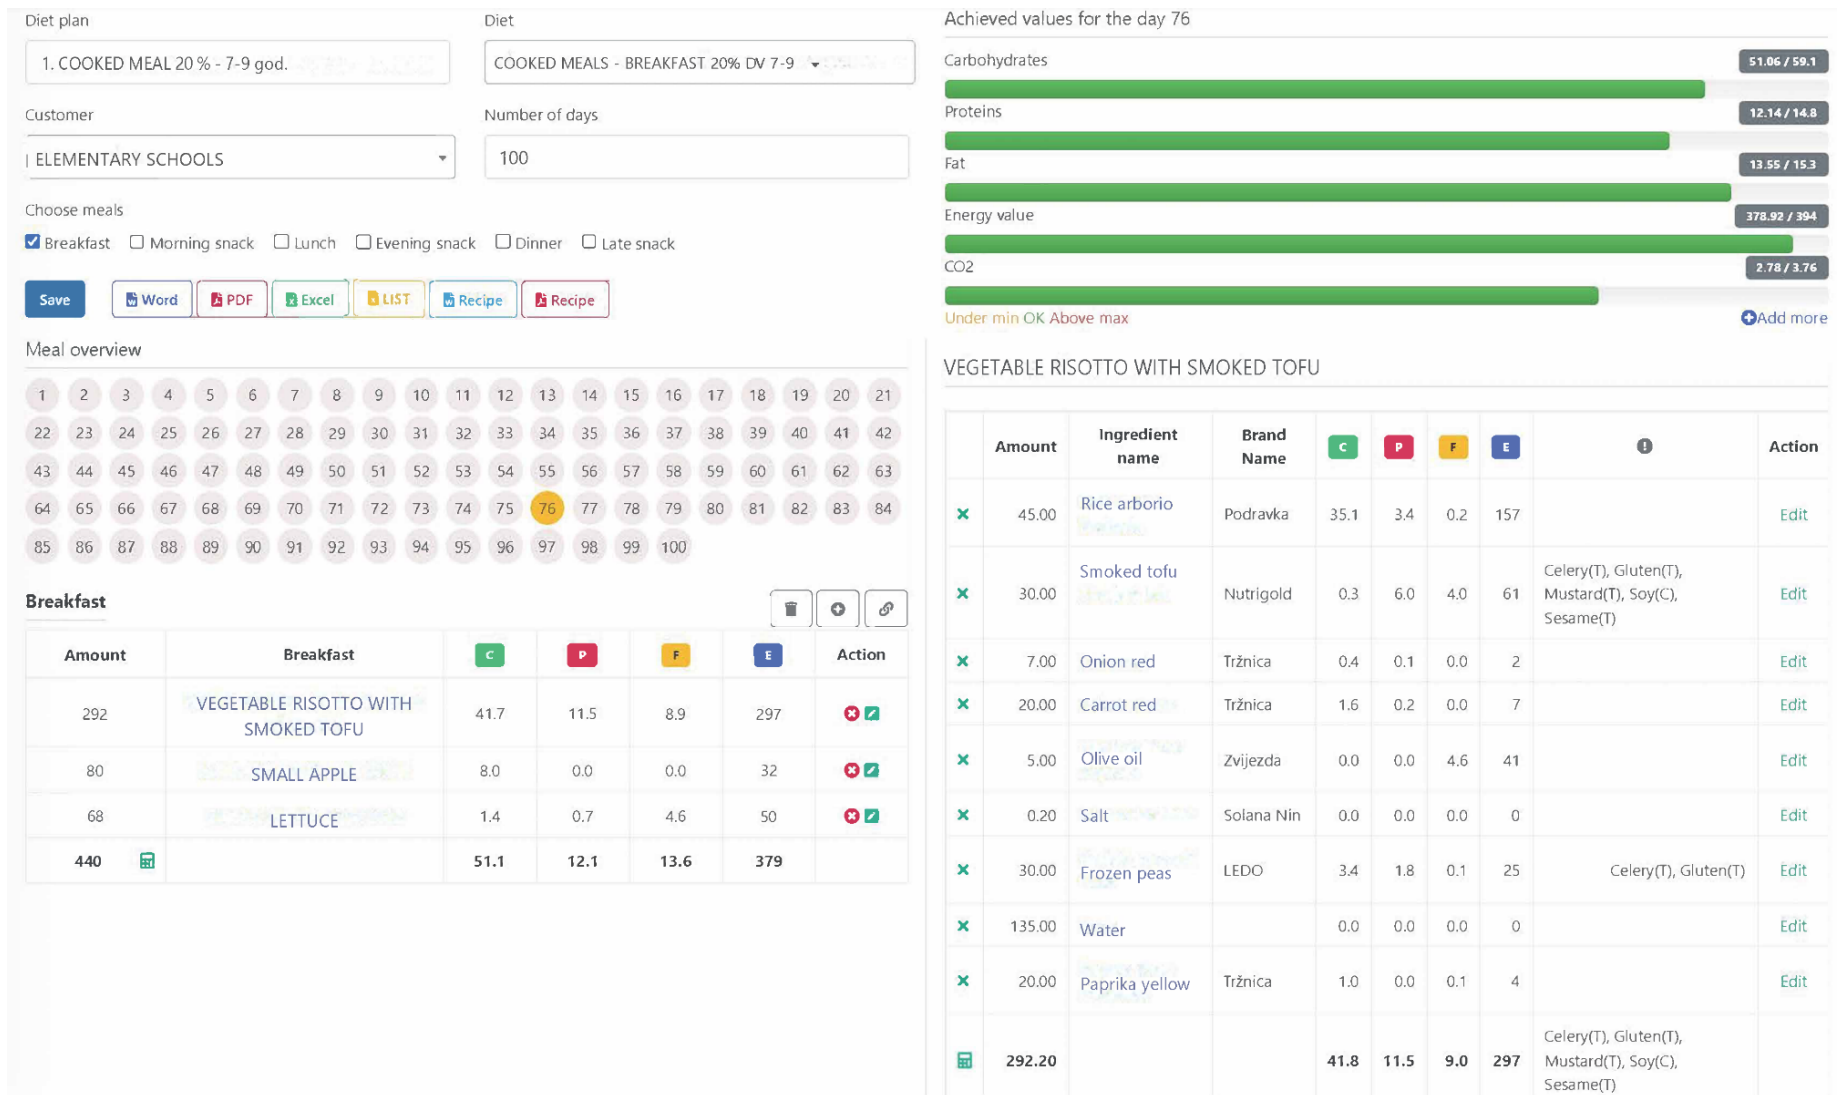 Diet plan
1. COOKED MEAL 20 % - 7-9 god.
Diet
COOKED MEALS - BREAKFAST 20% DV 7-9
Customer
ELEMENTARY SCHOOLS
Number of days
100
Choose meals
Breakfast Morning snack Lunch Evening snack Dinner Late snack
Save Word PDF Excel LIST Recipe Recipe
Meal overview
1 2 3 4 5 6 7 8 9 10 11 12 13 14 15 16 17 18 19 20 21
22 23 24 25 26 27 28 29 30 31 32 33 34 35 36 37 38 39 40 41 42
43 44 45 46 47 48 49 50 51 52 53 54 55 56 57 58 59 60 61 62 63
64 65 66 67 68 69 70 71 72 73 74 75 76 77 78 79 80 81 82 83 84
85 86 87 88 89 90 91 92 93 94 95 96 97 98 99 100
Breakfast
Amount Breakfast C P F E Action
292 VEGETABLE RISOTTO WITH SMOKED TOFU 41.7 11.5 8.9 297
80 SMALL APPLE 8.0 0.0 0.0 32
68 LETTUCE 1.4 0.7 4.6 50
440 51.1 12.1 13.6 379
Achieved values for the day 76
Carbohydrates 51.06 / 59.1
Proteins 12.14 / 14.8
Fat 13.55 / 15.3
Energy value 378.92 / 394
CO2 2.78 / 3.76
Under min OK Above max Add more
VEGETABLE RISOTTO WITH SMOKED TOFU
Amount Ingredient name Brand Name C P F E Action
45.00 Rice arborio Podravka 35.1 3.4 0.2 157 Edit
30.00 Smoked tofu Nutrigold 0.3 6.0 4.0 61 Celery(T), Gluten(T), Mustard(T), Soy(C), Sesame(T) Edit
7.00 Onion red Tržnica 0.4 0.1 0.0 2 Edit
20.00 Carrot red Tržnica 1.6 0.2 0.0 7 Edit
5.00 Olive oil Zvijezda 0.0 0.0 4.6 41 Edit
0.20 Salt Solana Nin 0.0 0.0 0.0 0 Edit
30.00 Frozen peas LEDO 3.4 1.8 0.1 25 Celery(T), Gluten(T) Edit
135.00 Water 0.0 0.0 0.0 0 Edit
20.00 Paprika yellow Tržnica 1.0 0.0 0.1 4 Edit
292.20 41.8 11.5 9.0 297 Celery(T), Gluten(T), Mustard(T), Soy(C), Sesame(T)